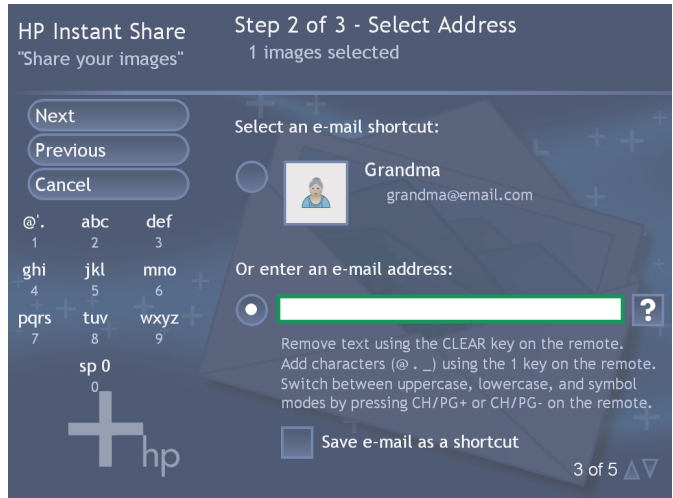 HP Instant Share
"Share your images"
Step 2 of 3 - Select Address
1 images selected
Next
Previous
Cancel
@'. abc def
1 2 3
ghi jkl mno
4 5 6
pqrs tuv wxyz
7 8 9
sp 0
0
hp
Select an e-mail shortcut:
Grandma
grandma@email.com
Or enter an e-mail address:
?
Remove text using the CLEAR key on the remote.
Add characters (@ . _) using the 1 key on the remote.
Switch between uppercase, lowercase, and symbol
modes by pressing CH/PG+ or CH/PG- on the remote.
Save e-mail as a shortcut
3 of 5